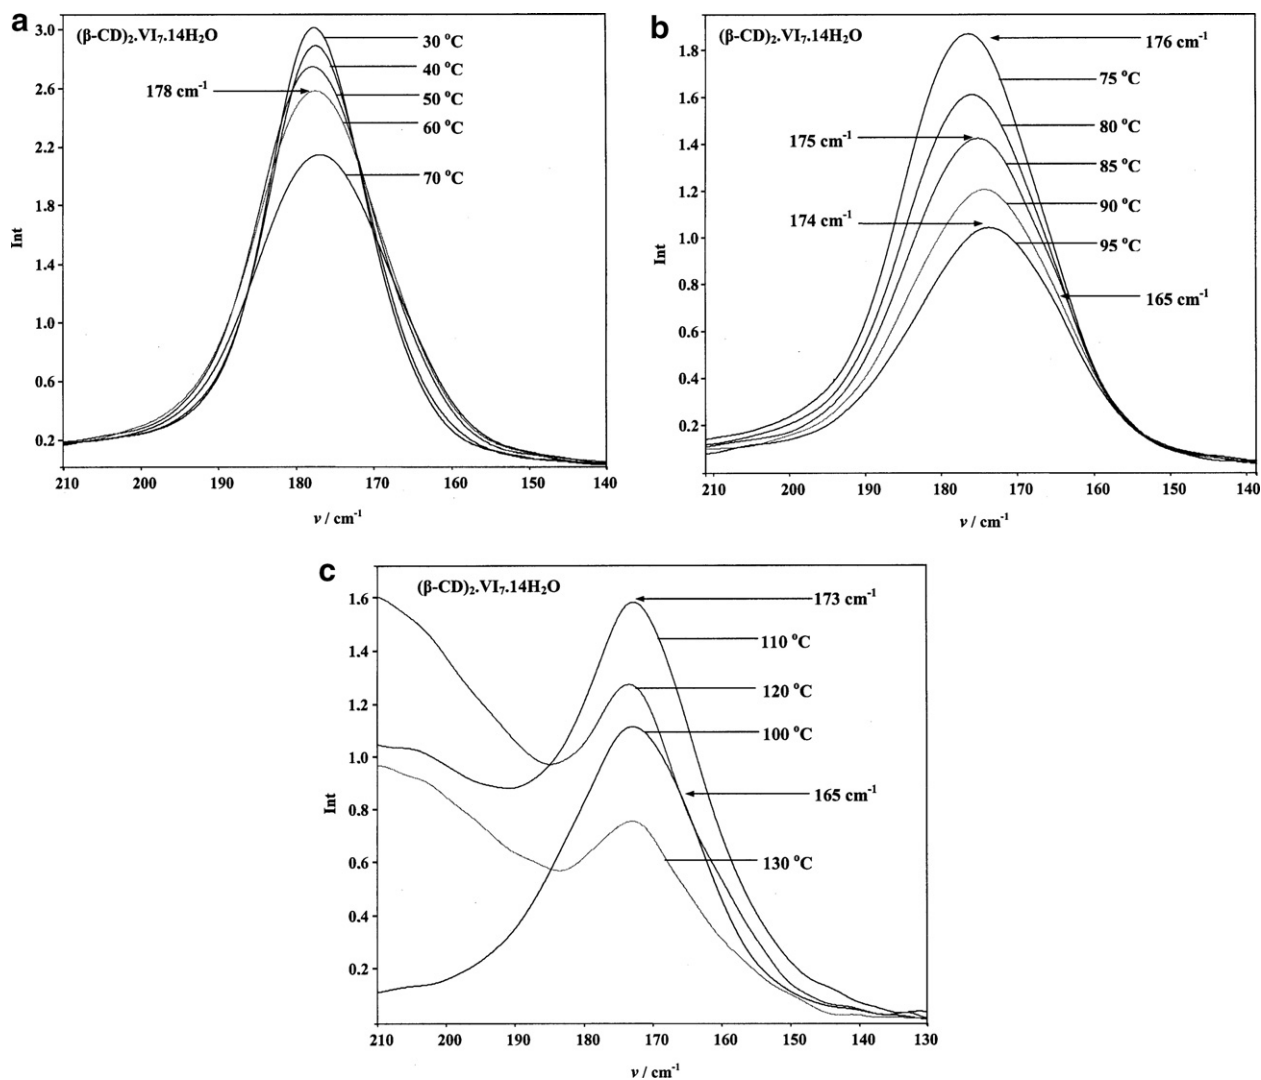 a
(β-CD)₂.VI₇.14H₂O
3.0
2.6
2.2
1.8
1.4
1.0
0.6
0.2
Int
178 cm⁻¹
30 °C
40 °C
50 °C
60 °C
70 °C
210 200 190 180 170 160 150 140
ν / cm⁻¹
b
(β-CD)₂.VI₇.14H₂O
1.8
1.6
1.4
1.2
1.0
0.8
0.6
0.4
0.2
Int
176 cm⁻¹
75 °C
80 °C
175 cm⁻¹
85 °C
90 °C
174 cm⁻¹
95 °C
165 cm⁻¹
210 200 190 180 170 160 150 140
ν / cm⁻¹
c
(β-CD)₂.VI₇.14H₂O
1.6
1.4
1.2
1.0
0.8
0.6
0.4
0.2
Int
173 cm⁻¹
110 °C
120 °C
100 °C
165 cm⁻¹
130 °C
210 200 190 180 170 160 150 140 130
ν / cm⁻¹